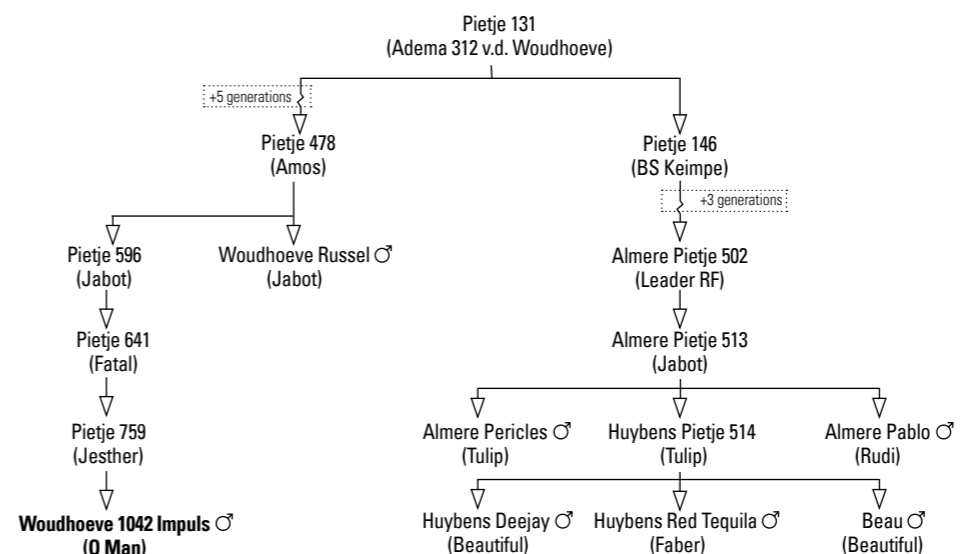 Pietje 131
(Adema 312 v.d. Woudhoeve)
+5 generations
Pietje 478
(Amos)
Pietje 146
(BS Keimpe)
+3 generations
Pietje 596
(Jabot)
Woudhoeve Russel ♂
(Jabot)
Almere Pietje 502
(Leader RF)
Pietje 641
(Fatal)
Almere Pietje 513
(Jabot)
Pietje 759
(Jesther)
Almere Pericles ♂
(Tulip)
Huybens Pietje 514
(Tulip)
Almere Pablo ♂
(Rudi)
Woudhoeve 1042 Impuls ♂
(O Man)
Huybens Deejay ♂
(Beautiful)
Huybens Red Tequila ♂
(Faber)
Beau ♂
(Beautiful)